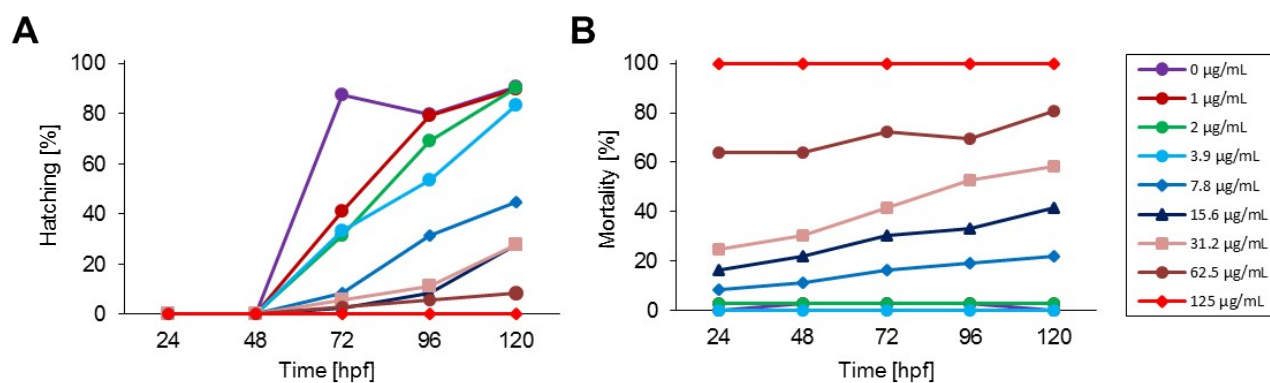 A
Hatching [%]
100
80
60
40
20
0
24 48 72 96 120
Time [hpf]
B
Mortality [%]
100
80
60
40
20
0
24 48 72 96 120
Time [hpf]
0 µg/mL
1 µg/mL
2 µg/mL
3.9 µg/mL
7.8 µg/mL
15.6 µg/mL
31.2 µg/mL
62.5 µg/mL
125 µg/mL